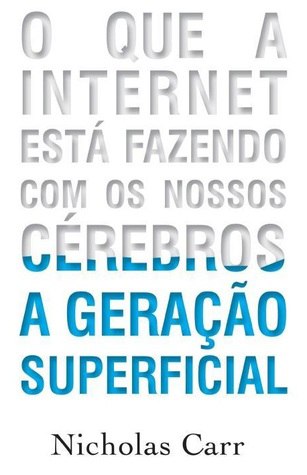 O QUE A
INTERNET
ESTÁ FAZENDO
COM OS NOSSOS
CÉREBROS
A GERAÇÃO
SUPERFICIAL
Nicholas Carr